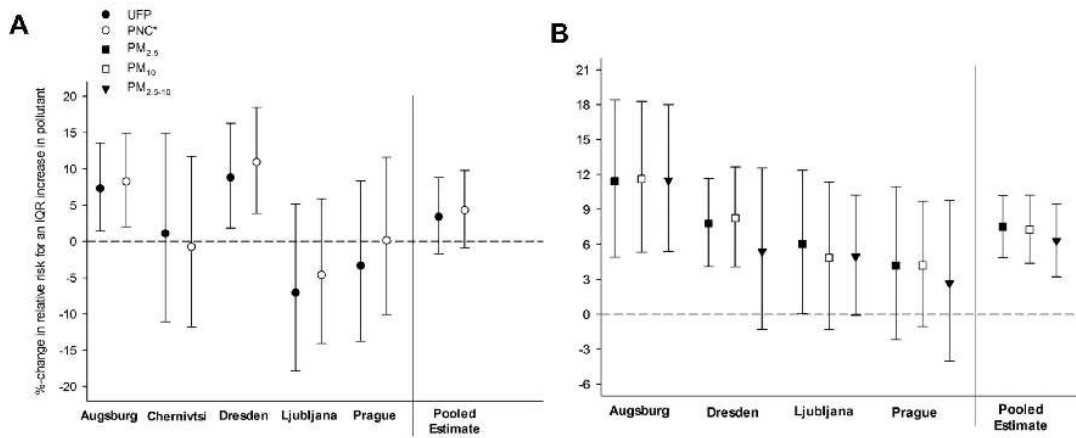 A
UFP
PNC*
PM2.5
PM10
PM2.5-10
%-change in relative risk for an IQR increase in pollutant
20
15
10
5
0
-5
-10
-15
-20
Augsburg Chernivtsi Dresden Ljubljana Prague Pooled
Estimate
B
21
18
15
12
9
6
3
0
-3
-6
Augsburg Dresden Ljubljana Prague Pooled
Estimate